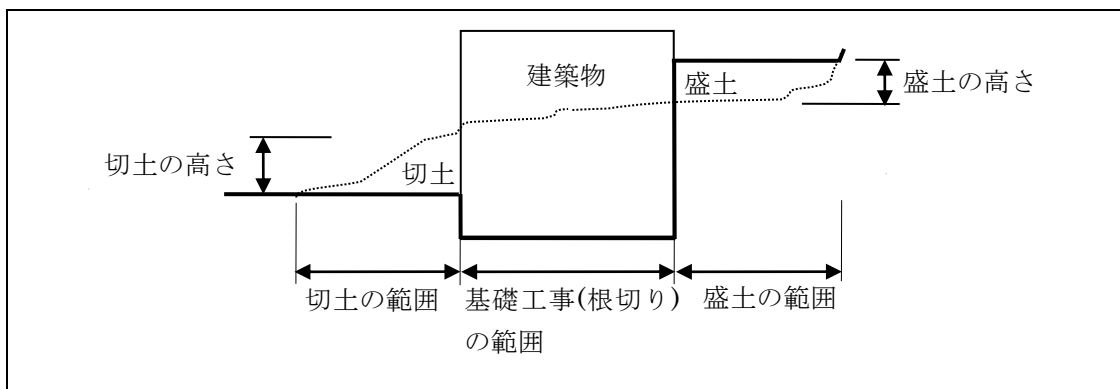 建築物
盛土
盛土の高さ
切土の高さ
切土
切土の範囲
基礎工事(根切り)
の範囲
盛土の範囲